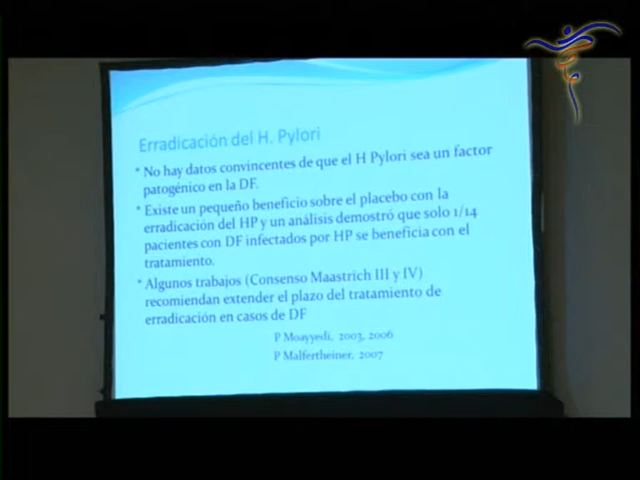 Erradicación del H. Pylori
* No hay datos convincentes de que el H Pylori sea un factor
patogénico en la DF.
* Existe un pequeño beneficio sobre el placebo con la
erradicación del HP y un análisis demostró que solo 1/14
pacientes con DF infectados por HP se beneficia con el
tratamiento.
* Algunos trabajos (Consenso Maastrich III y IV)
recomiendan extender el plazo del tratamiento de
erradicación en casos de DF
P Moayyedi, 2003, 2006
P Malfertheiner, 2007